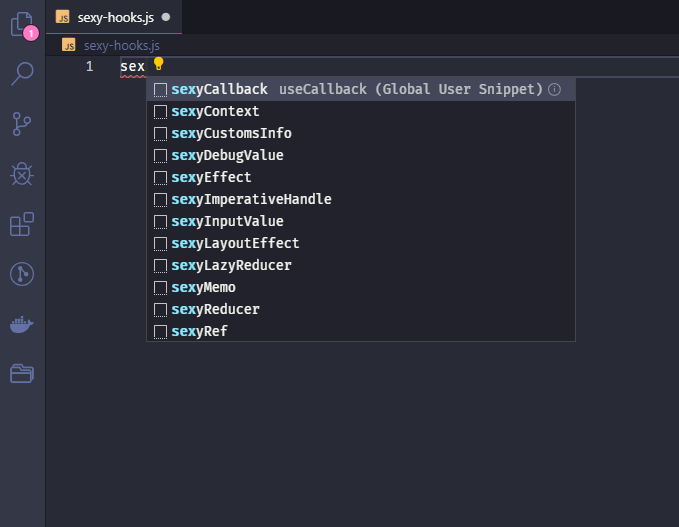 1
JS sexy-hooks.js
JS sexy-hooks.js
1 sex
sexyCallback useCallback (Global User Snippet)
sexyContext
sexyCustomsInfo
sexyDebugValue
sexyEffect
sexyImperativeHandle
sexyInputValue
sexyLayoutEffect
sexyLazyReducer
sexyMemo
sexyReducer
sexyRef